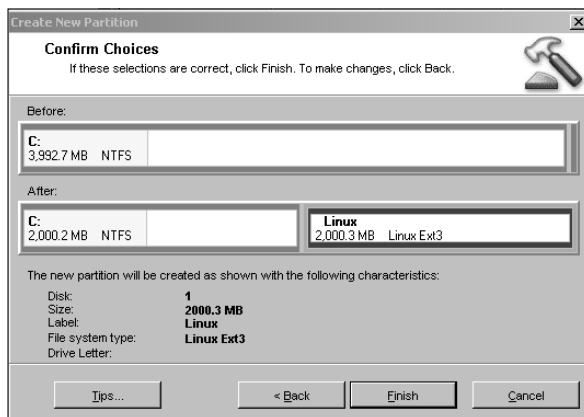 Create New Partition
Confirm Choices
If these selections are correct, click Finish. To make changes, click Back.
Before:
C:
3,992.7 MB NTFS
After:
C:
2,000.2 MB NTFS
Linux
2,000.3 MB Linux Ext3
The new partition will be created as shown with the following characteristics:
Disk: 1
Size: 2000.3 MB
Label: Linux
File system type: Linux Ext3
Drive Letter:
Tips... < Back Finish Cancel